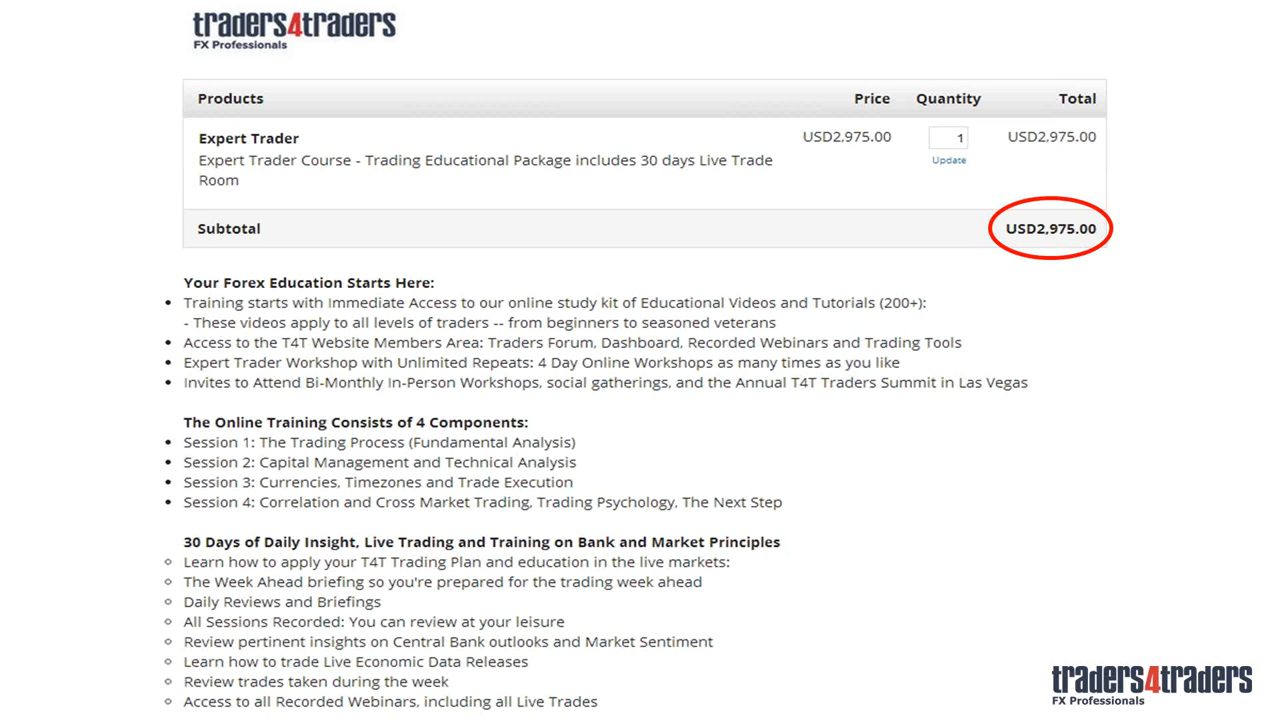 traders4traders
FX Professionals
Products Price Quantity Total
Expert Trader USD2,975.00 1 USD2,975.00
Expert Trader Course - Trading Educational Package includes 30 days Live Trade Update
Room
Subtotal USD2,975.00
Your Forex Education Starts Here:
• Training starts with Immediate Access to our online study kit of Educational Videos and Tutorials (200+):
- These videos apply to all levels of traders -- from beginners to seasoned veterans
• Access to the T4T Website Members Area: Traders Forum, Dashboard, Recorded Webinars and Trading Tools
• Expert Trader Workshop with Unlimited Repeats: 4 Day Online Workshops as many times as you like
• Invites to Attend Bi-Monthly In-Person Workshops, social gatherings, and the Annual T4T Traders Summit in Las Vegas
The Online Training Consists of 4 Components:
• Session 1: The Trading Process (Fundamental Analysis)
• Session 2: Capital Management and Technical Analysis
• Session 3: Currencies, Timezones and Trade Execution
• Session 4: Correlation and Cross Market Trading, Trading Psychology, The Next Step
30 Days of Daily Insight, Live Trading and Training on Bank and Market Principles
◦ Learn how to apply your T4T Trading Plan and education in the live markets:
◦ The Week Ahead briefing so you're prepared for the trading week ahead
◦ Daily Reviews and Briefings
◦ All Sessions Recorded: You can review at your leisure
◦ Review pertinent insights on Central Bank outlooks and Market Sentiment
◦ Learn how to trade Live Economic Data Releases
◦ Review trades taken during the week
◦ Access to all Recorded Webinars, including all Live Trades
traders4traders
FX Professionals